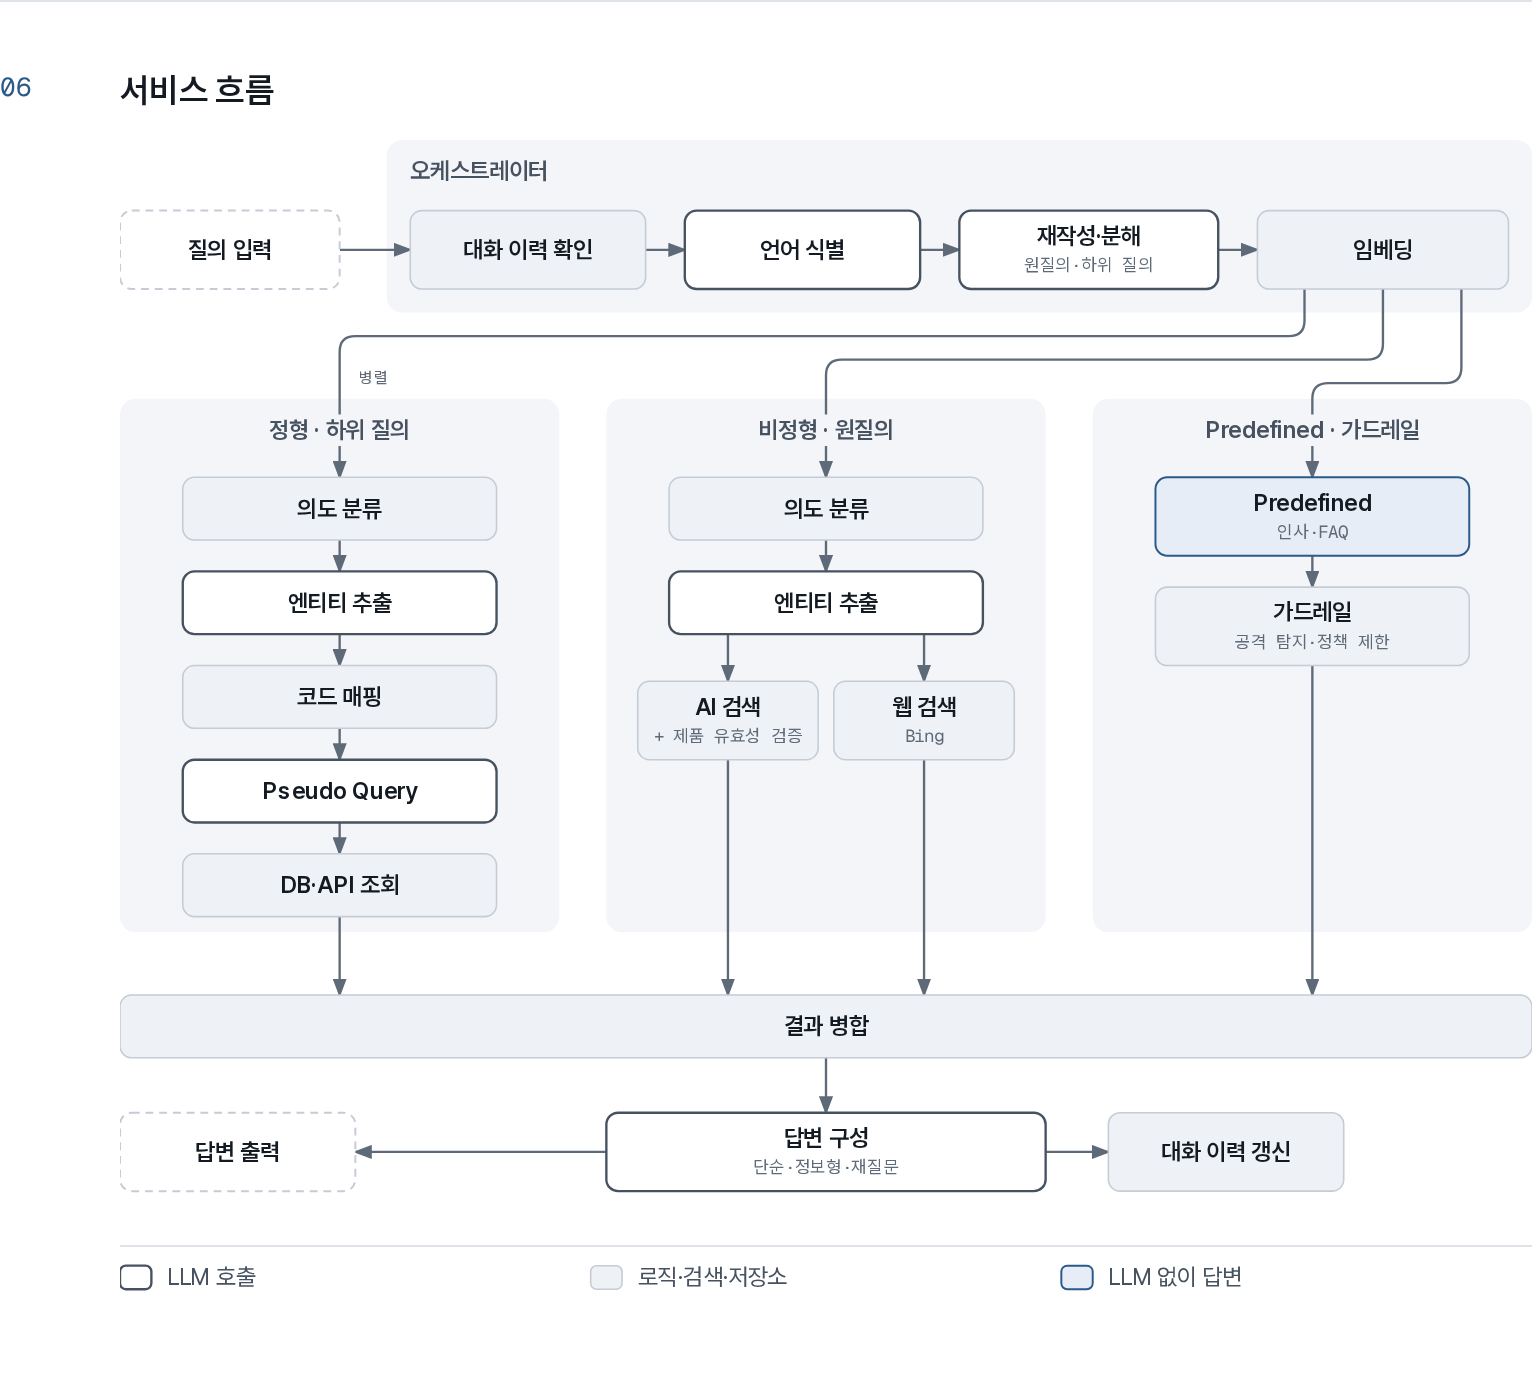 06
서비스 흐름
오케스트레이터
질의 입력
대화 이력 확인
언어 식별
재작성·분해
원질의·하위 질의
임베딩
병렬
정형 · 하위 질의
의도 분류
엔티티 추출
코드 매핑
Pseudo Query
DB·API 조회
비정형 · 원질의
의도 분류
엔티티 추출
AI 검색
+ 제품 유효성 검증
웹 검색
Bing
Predefined · 가드레일
Predefined
인사·FAQ
가드레일
공격 탐지·정책 제한
결과 병합
답변 출력
답변 구성
단순·정보형·재질문
대화 이력 갱신
LLM 호출
로직·검색·저장소
LLM 없이 답변